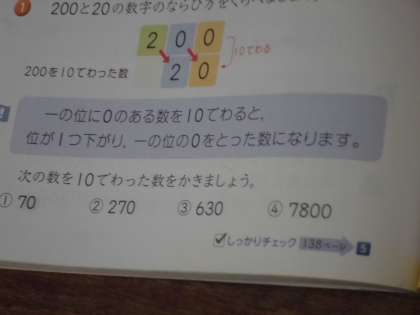 1 200と20の数字のならび方をくらべま
2 0 0
10でわる
200を10でわった数
2 0
一の位に0のある数を10でわると、
位が1つ下がり、一の位の0をとった数になります。
次の数を10でわった数をかきましょう。
① 70 ② 270 ③ 630 ④ 7800
しっかりチェック 138ページ 5